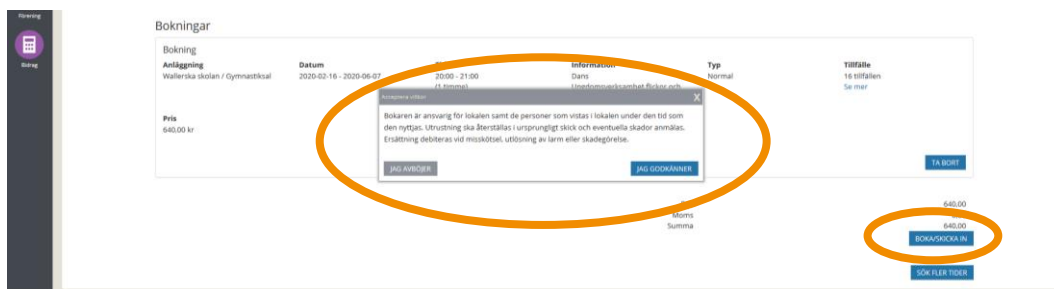 Förening
Bidrag
Bokningar
Bokning
Anläggning Datum Information Typ Tillfälle
Wallerska skolan / Gymnastiksal 2020-02-16 - 2020-06-07 20:00 - 21:00 Dans Normal 16 tillfällen
(1 timme) Ungdomsverksamhet flickor och Se mer
Acceptera villkor X
Bokaren är ansvarig för lokalen samt de personer som vistas i lokalen under den tid som
den nyttjas. Utrustning ska återställas i ursprungligt skick och eventuella skador anmälas.
Ersättning debiteras vid misskötsel, utlösning av larm eller skadegörelse.
JAG AVBÖJER JAG GODKÄNNER
Pris
640.00 kr
TA BORT
640.00
Moms
Summa 640.00
BOKA/SKICKA IN
SÖK FLER TIDER